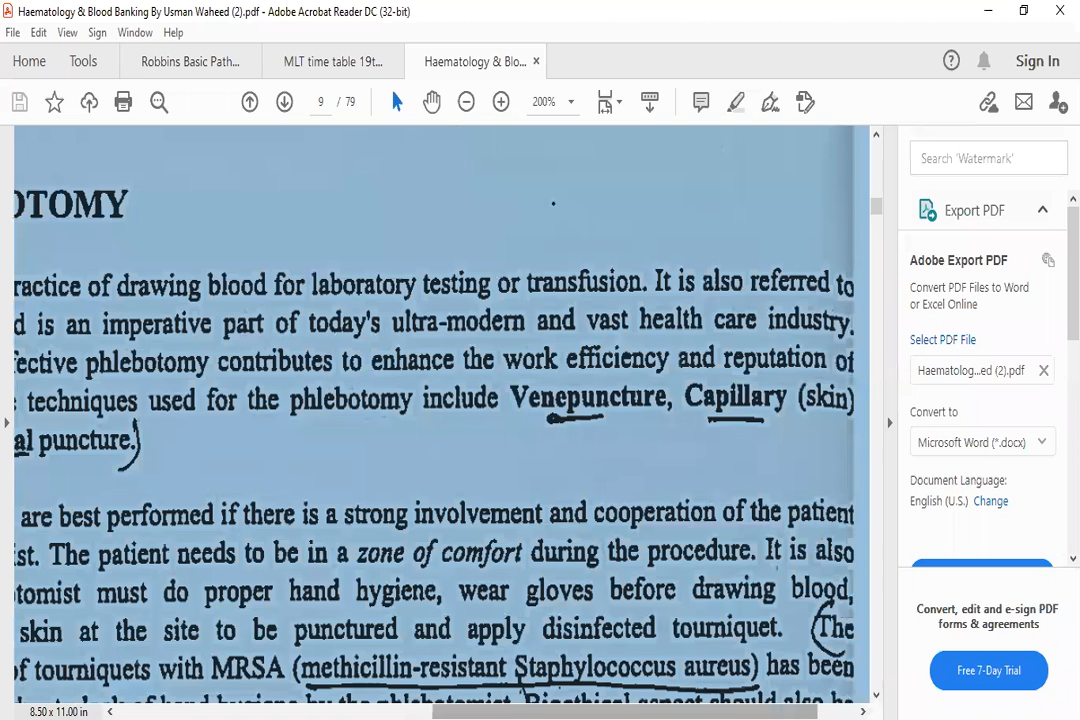 Haematology & Blood Banking By Usman Waheed (2).pdf - Adobe Acrobat Reader DC (32-bit)
File Edit View Sign Window Help
Home Tools Robbins Basic Path... MLT time table 19t... Haematology & Blo... × Sign In
9 / 79 200%
Search 'Watermark'
Export PDF
Adobe Export PDF
Convert PDF Files to Word
or Excel Online
Select PDF File
Haematolog...ed (2).pdf
Convert to
Microsoft Word (*.docx)
Document Language:
English (U.S.) Change
Convert, edit and e-sign PDF
forms & agreements
Free 7-Day Trial
OTOMY
ractice of drawing blood for laboratory testing or transfusion. It is also referred to
d is an imperative part of today's ultra-modern and vast health care industry.
fective phlebotomy contributes to enhance the work efficiency and reputation of
techniques used for the phlebotomy include Venepuncture, Capillary (skin)
al puncture.)
are best performed if there is a strong involvement and cooperation of the patient
ist. The patient needs to be in a zone of comfort during the procedure. It is also
tomist must do proper hand hygiene, wear gloves before drawing blood,
skin at the site to be punctured and apply disinfected tourniquet. (The
of tourniquets with MRSA (methicillin-resistant Staphylococcus aureus) has been
8.50 x 11.00 in